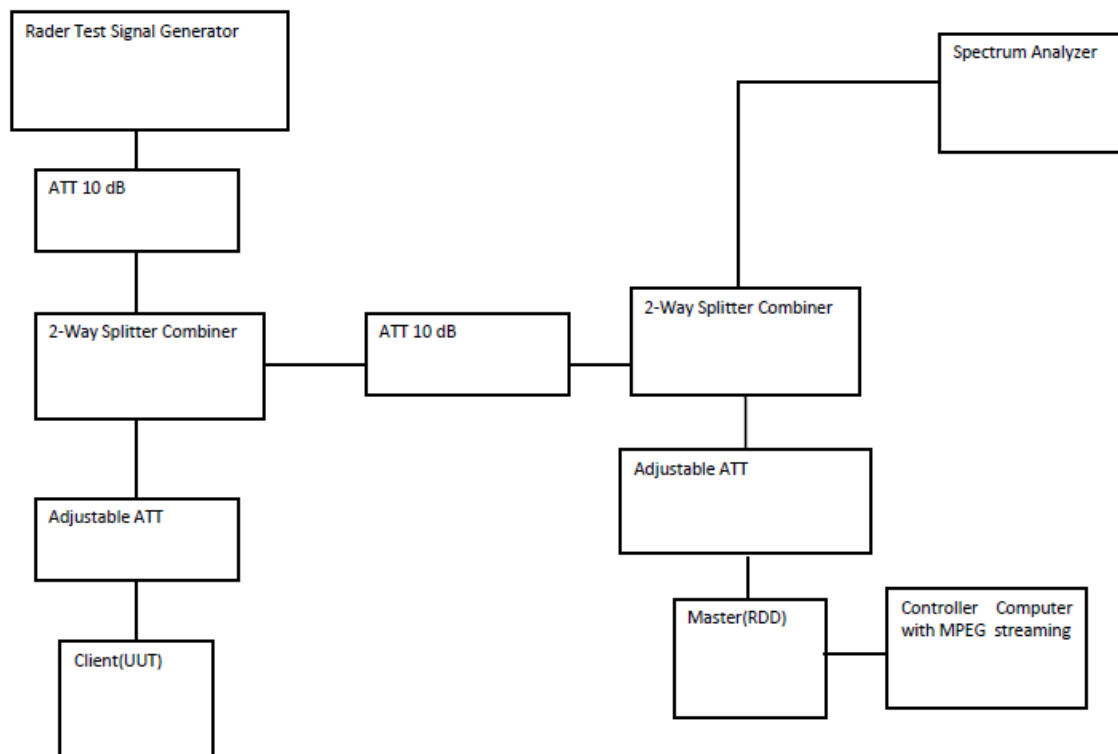 Rader Test Signal Generator
Spectrum Analyzer
ATT 10 dB
2-Way Splitter Combiner
ATT 10 dB
2-Way Splitter Combiner
Adjustable ATT
Adjustable ATT
Client(UUT)
Master(RDD)
Controller Computer
with MPEG streaming